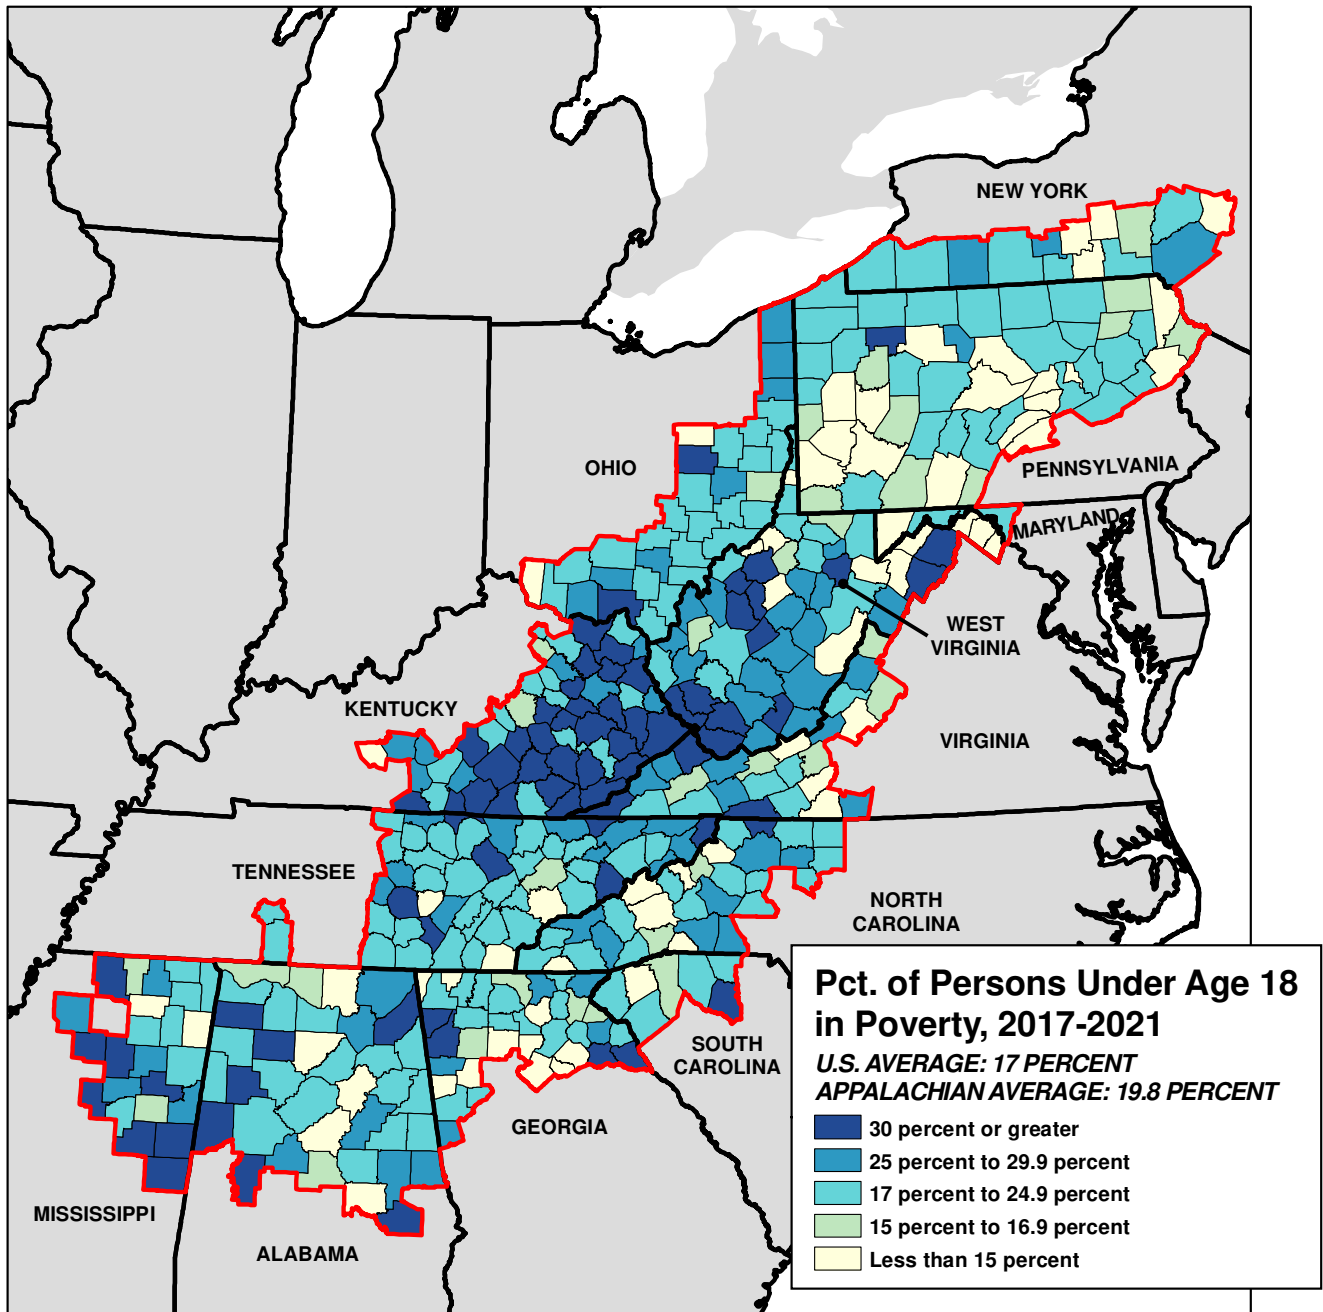 NEW YORK
OHIO
PENNSYLVANIA
MARYLAND
WEST
VIRGINIA
KENTUCKY
VIRGINIA
TENNESSEE
NORTH
CAROLINA
SOUTH
CAROLINA
GEORGIA
MISSISSIPPI
ALABAMA
Pct. of Persons Under Age 18
in Poverty, 2017-2021
U.S. AVERAGE: 17 PERCENT
APPALACHIAN AVERAGE: 19.8 PERCENT
30 percent or greater
25 percent to 29.9 percent
17 percent to 24.9 percent
15 percent to 16.9 percent
Less than 15 percent